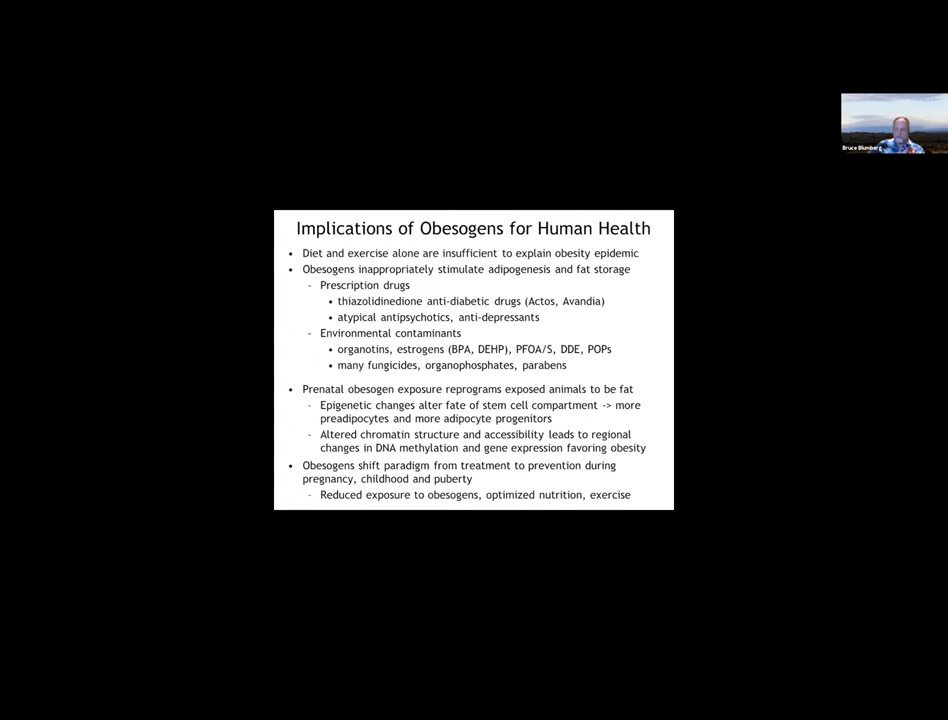 Bruce Blumberg
Implications of Obesogens for Human Health
• Diet and exercise alone are insufficient to explain obesity epidemic
• Obesogens inappropriately stimulate adipogenesis and fat storage
- Prescription drugs
• thiazolidinedione anti-diabetic drugs (Actos, Avandia)
• atypical antipsychotics, anti-depressants
- Environmental contaminants
• organotins, estrogens (BPA, DEHP), PFOA/S, DDE, POPs
• many fungicides, organophosphates, parabens
• Prenatal obesogen exposure reprograms exposed animals to be fat
- Epigenetic changes alter fate of stem cell compartment -> more
preadipocytes and more adipocyte progenitors
- Altered chromatin structure and accessibility leads to regional
changes in DNA methylation and gene expression favoring obesity
• Obesogens shift paradigm from treatment to prevention during
pregnancy, childhood and puberty
- Reduced exposure to obesogens, optimized nutrition, exercise